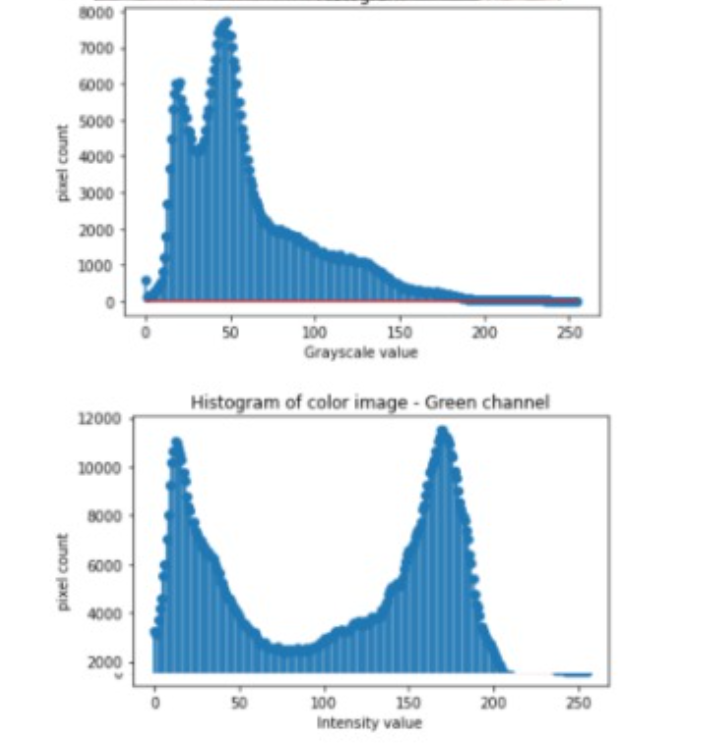 8000
7000
6000
5000
4000
3000
2000
1000
0
pixel count
0 50 100 150 200 250
Grayscale value
Histogram of color image - Green channel
12000
10000
8000
6000
4000
2000
pixel count
0 50 100 150 200 250
Intensity value